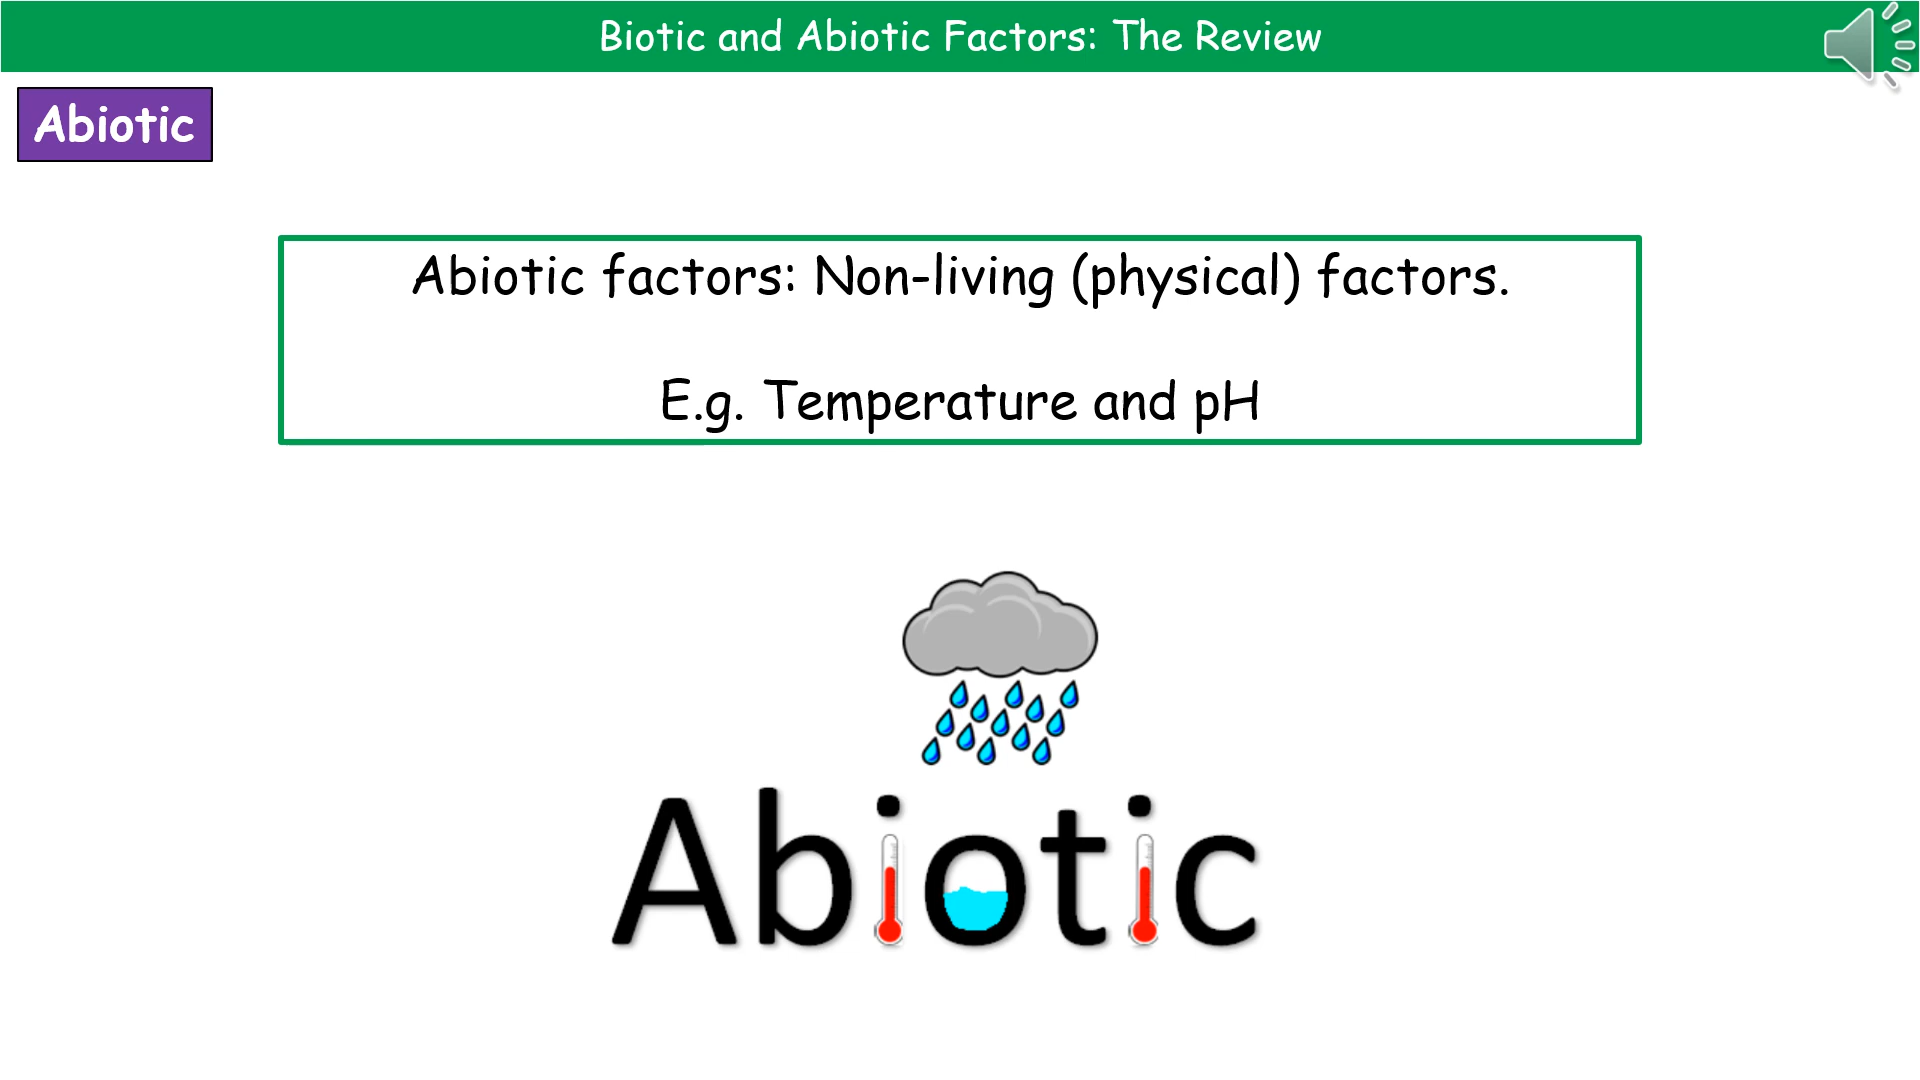 Biotic and Abiotic Factors: The Review
Abiotic
Abiotic factors: Non-living (physical) factors.
E.g. Temperature and pH
Abiotic